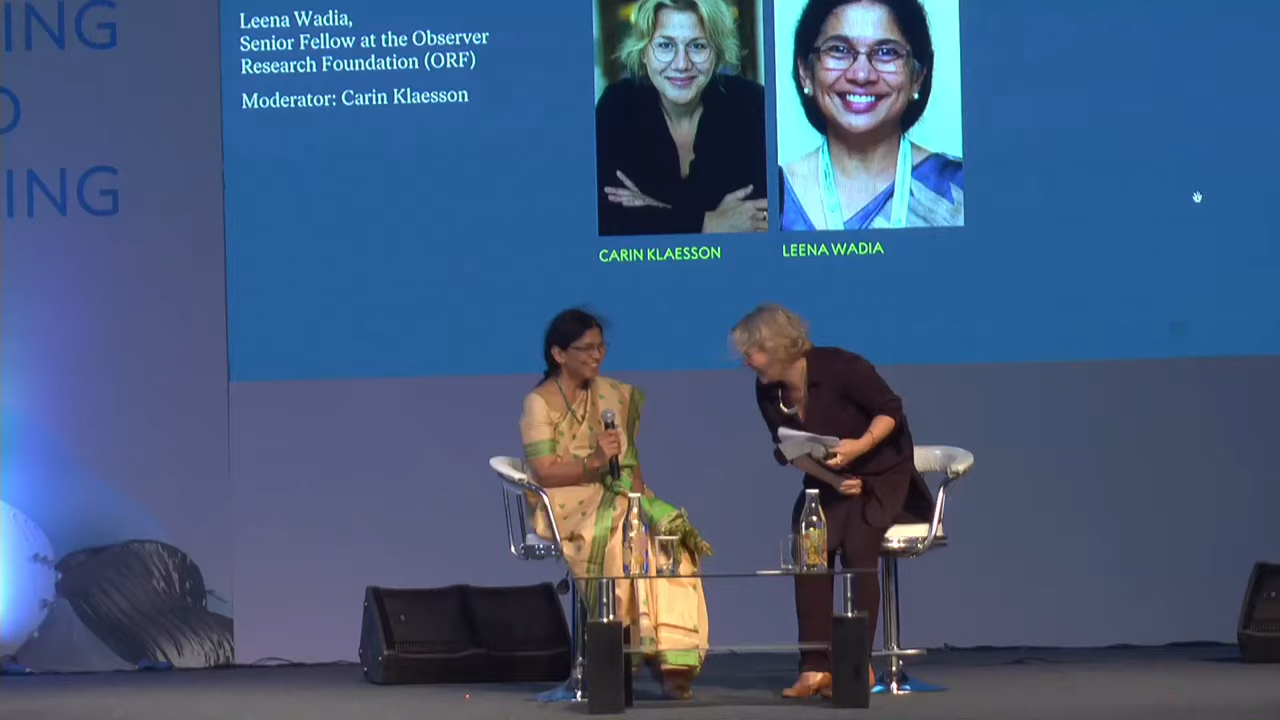 ING
Leena Wadia,
Senior Fellow at the Observer
Research Foundation (ORF)
Moderator: Carin Klaesson
ING
CARIN KLAESSON
LEENA WADIA